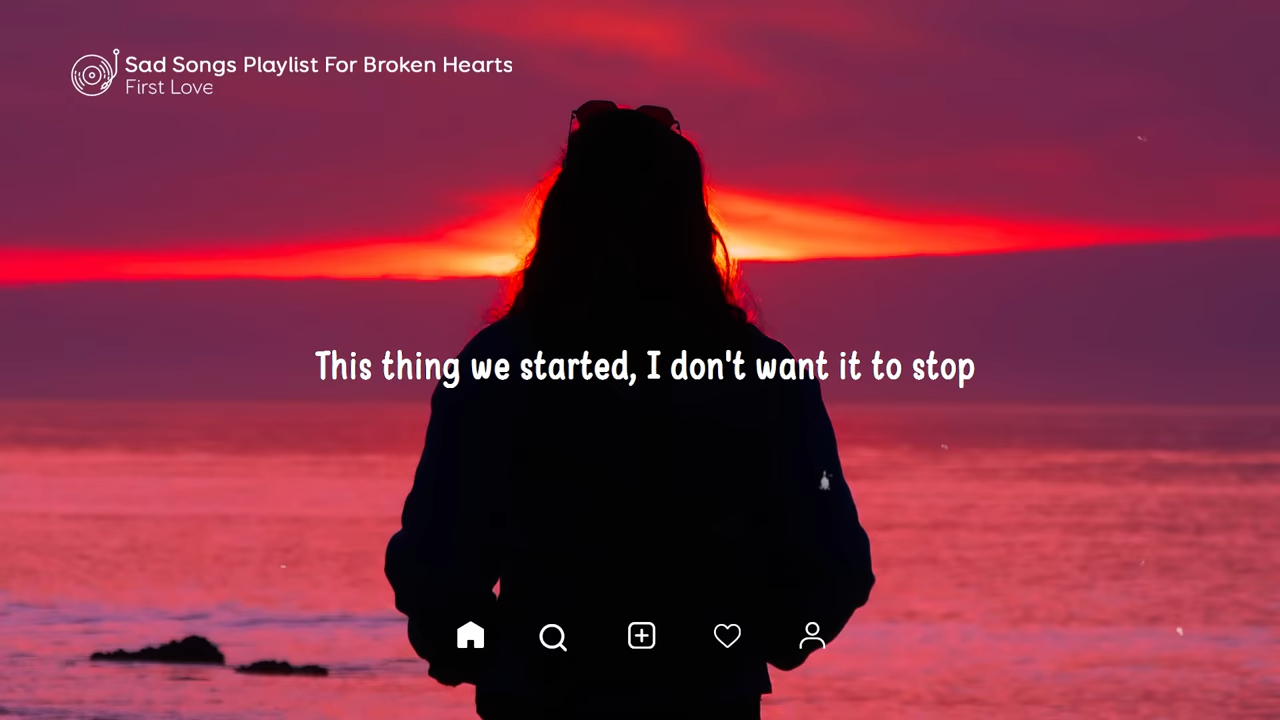 Sad Songs Playlist For Broken Hearts
First Love
This thing we started, I don't want it to stop